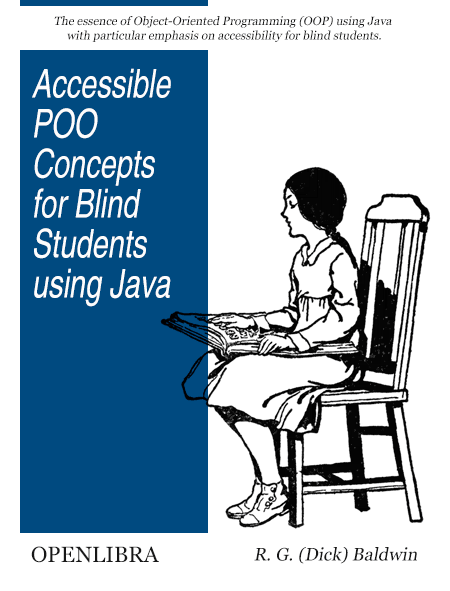 The essence of Object-Oriented Programming (OOP) using Java
with particular emphasis on accessibility for blind students.
Accessible
POO
Concepts
for Blind
Students
using Java
OPENLIBRA
R. G. (Dick) Baldwin